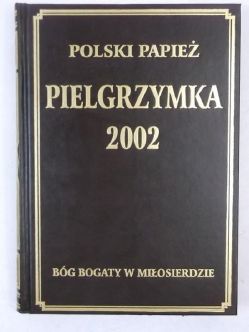 POLSKI PAPIEŻ
PIELGRZYMKA
2002
BÓG BOGATY W MIŁOSIERDZIE